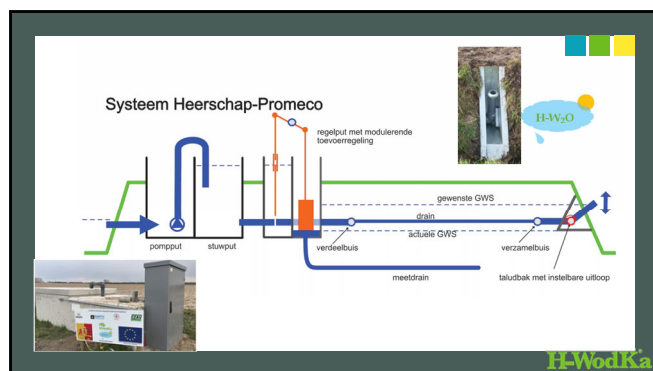 Systeem Heerschap-Promeco
H-W2O
regelput met modulerende
toevoerregeling
gewenste GWS
drain
actuele GWS
pompput
stuwput
verdeelbuis
verzamelbuis
meetdrain
taludbak met instelbare uitloop
H-WodKa